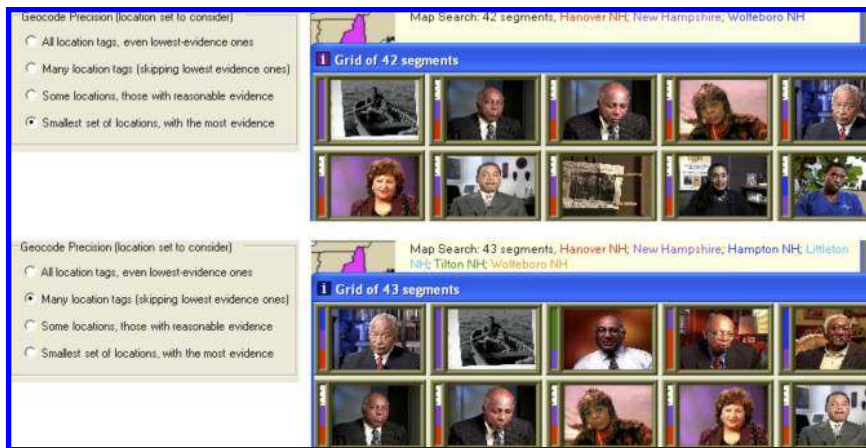 Geocode Precision (location set to consider)
All location tags, even lowest-evidence ones
Many location tags (skipping lowest evidence ones)
Some locations, those with reasonable evidence
Smallest set of locations, with the most evidence
Map Search: 42 segments, Hanover NH; New Hampshire; Wolfeboro NH
Grid of 42 segments
Geocode Precision (location set to consider)
All location tags, even lowest-evidence ones
Many location tags (skipping lowest evidence ones)
Some locations, those with reasonable evidence
Smallest set of locations, with the most evidence
Map Search: 43 segments, Hanover NH; New Hampshire; Hampton NH; Littleton
NH; Tilton NH; Wolfeboro NH
Grid of 43 segments